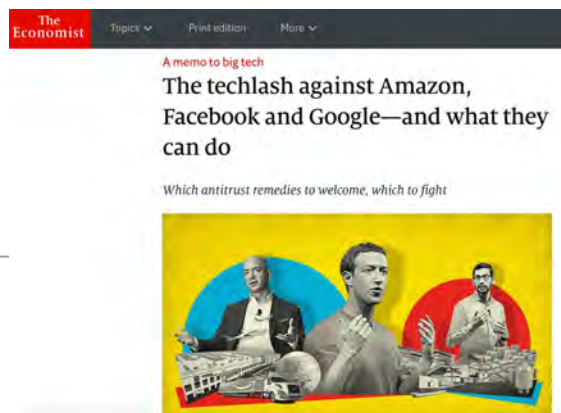 The
Economist
Topics
Print edition
More
A memo to big tech
The techlash against Amazon,
Facebook and Google—and what they
can do
Which antitrust remedies to welcome, which to fight